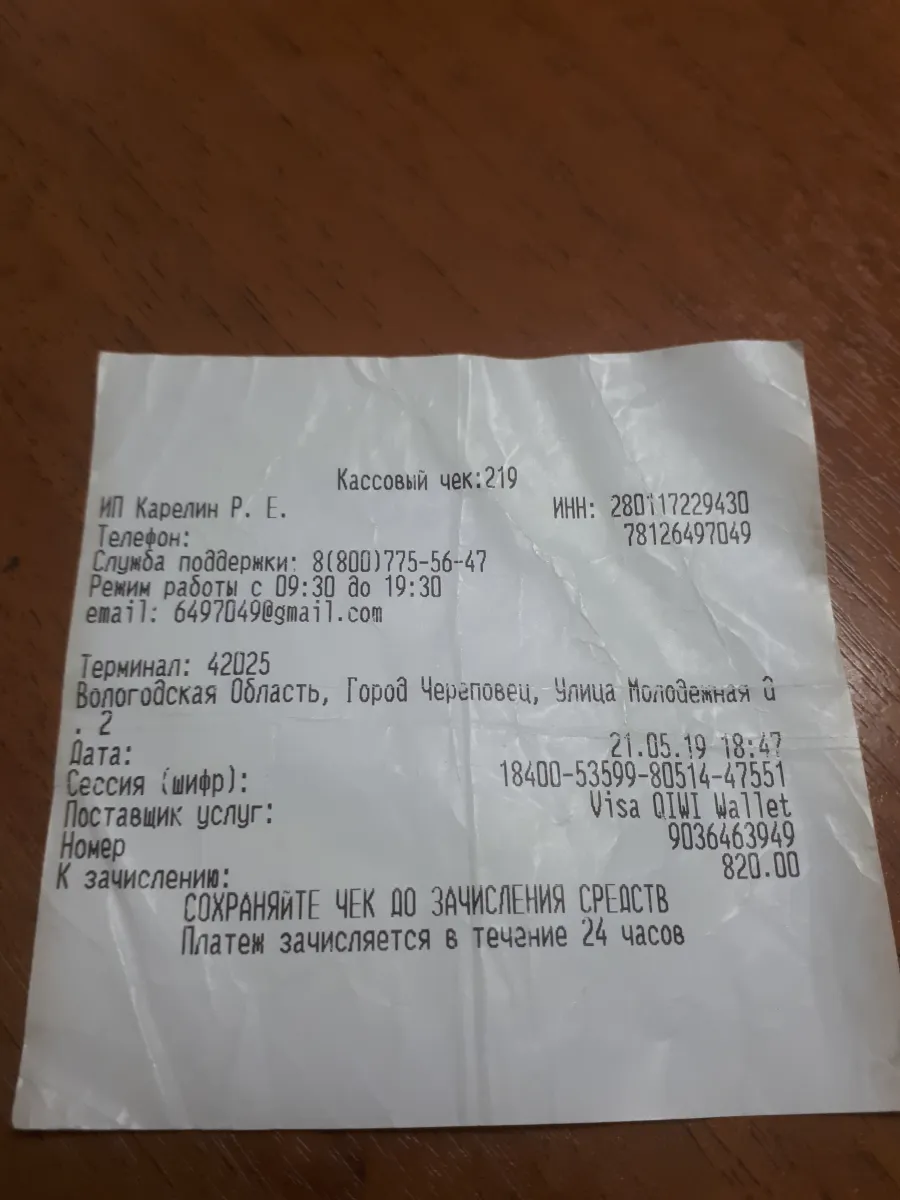 Кассовый чек:219
ИП Карелин Р. Е. ИНН: 280117229430
Телефон: 78126497049
Служба поддержки: 8(800)775-56-47
Режим работы с 09:30 до 19:30
email: 6497049@gmail.com
Терминал: 42025
Вологодская Область, Город Череповец, Улица Молодежная д
. 2
Дата: 21.05.19 18:47
Сессия (шифр): 18400-53599-80514-47551
Поставщик услуг: Visa QIWI Wallet
Номер 9036463949
К зачислению: 820.00
СОХРАНЯЙТЕ ЧЕК ДО ЗАЧИСЛЕНИЯ СРЕДСТВ
Платеж зачисляется в течение 24 часов